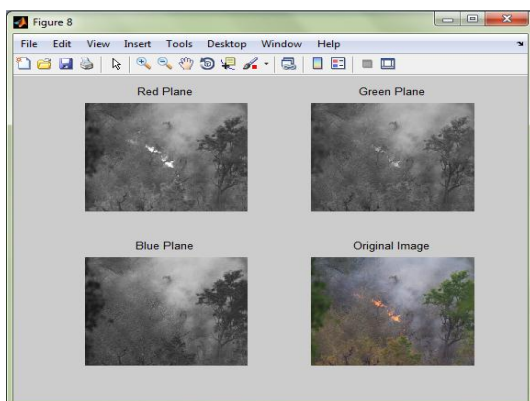 Figure 8
File Edit View Insert Tools Desktop Window Help
Red Plane
Green Plane
Blue Plane
Original Image